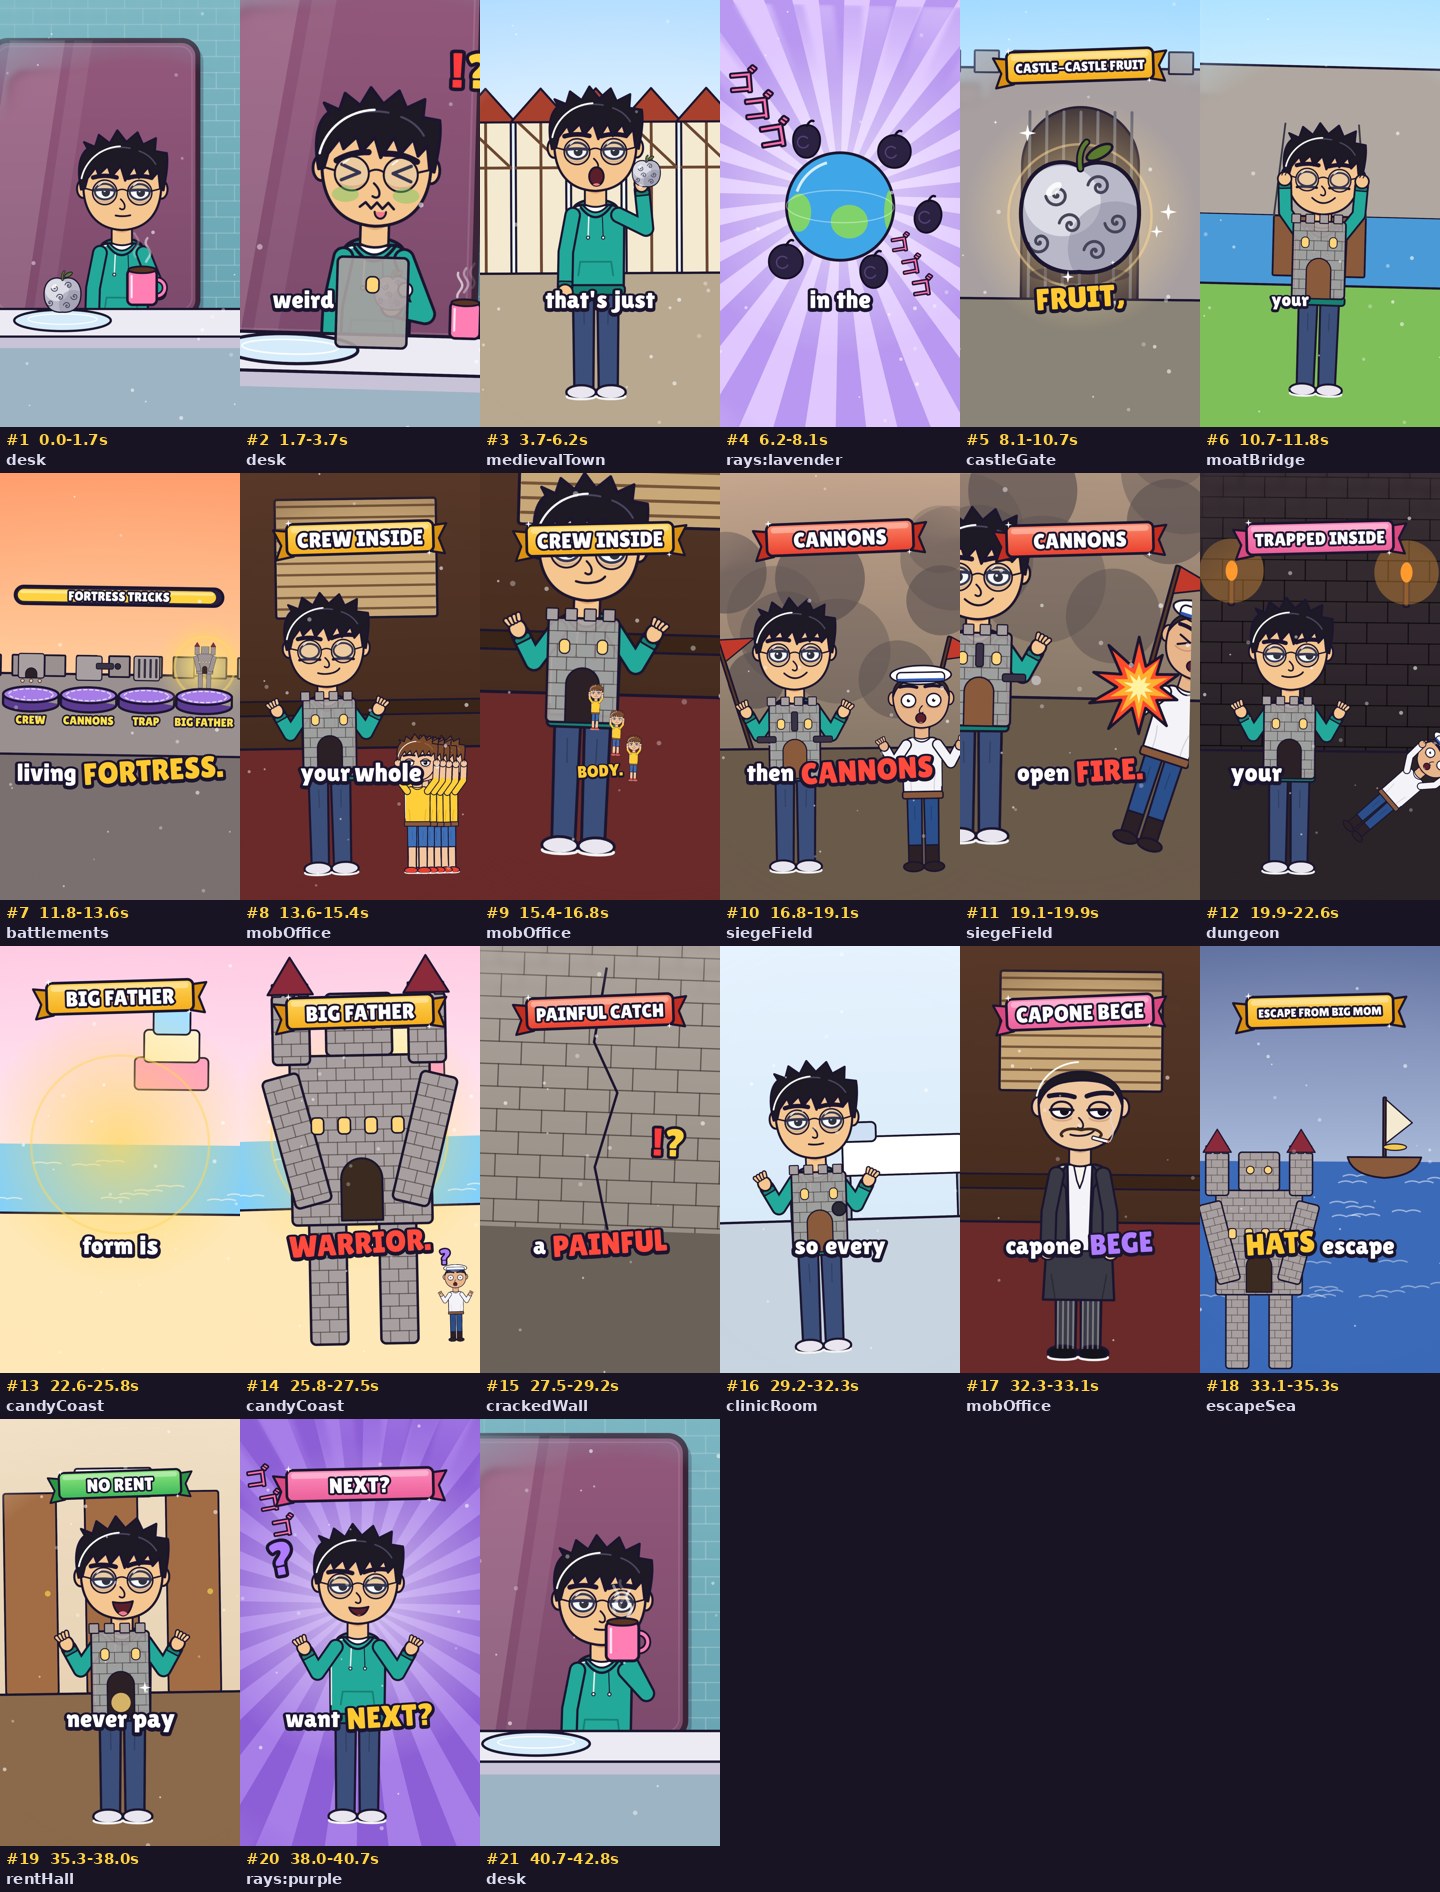 !?
weird
that's just
ゴゴゴ
ゴゴゴ
C
C
C
C
C
in the
CASTLE-CASTLE FRUIT
FRUIT,
your
#1 0.0-1.7s
desk
#2 1.7-3.7s
desk
#3 3.7-6.2s
medievalTown
#4 6.2-8.1s
rays:lavender
#5 8.1-10.7s
castleGate
#6 10.7-11.8s
moatBridge
FORTRESS TRICKS
CREW
CANNONS
TRAP
BIG FATHER
living FORTRESS.
CREW INSIDE
your whole
CREW INSIDE
BODY.
CANNONS
then CANNONS
CANNONS
open FIRE.
TRAPPED INSIDE
your
#7 11.8-13.6s
battlements
#8 13.6-15.4s
mobOffice
#9 15.4-16.8s
mobOffice
#10 16.8-19.1s
siegeField
#11 19.1-19.9s
siegeField
#12 19.9-22.6s
dungeon
BIG FATHER
form is
BIG FATHER
WARRIOR.
?
PAINFUL CATCH
!?
a PAINFUL
so every
CAPONE BEGE
capone BEGE
ESCAPE FROM BIG MOM
HATS escape
#13 22.6-25.8s
candyCoast
#14 25.8-27.5s
candyCoast
#15 27.5-29.2s
crackedWall
#16 29.2-32.3s
clinicRoom
#17 32.3-33.1s
mobOffice
#18 33.1-35.3s
escapeSea
NO RENT
never pay
ゴゴゴ
NEXT?
?
want NEXT?
#19 35.3-38.0s
rentHall
#20 38.0-40.7s
rays:purple
#21 40.7-42.8s
desk